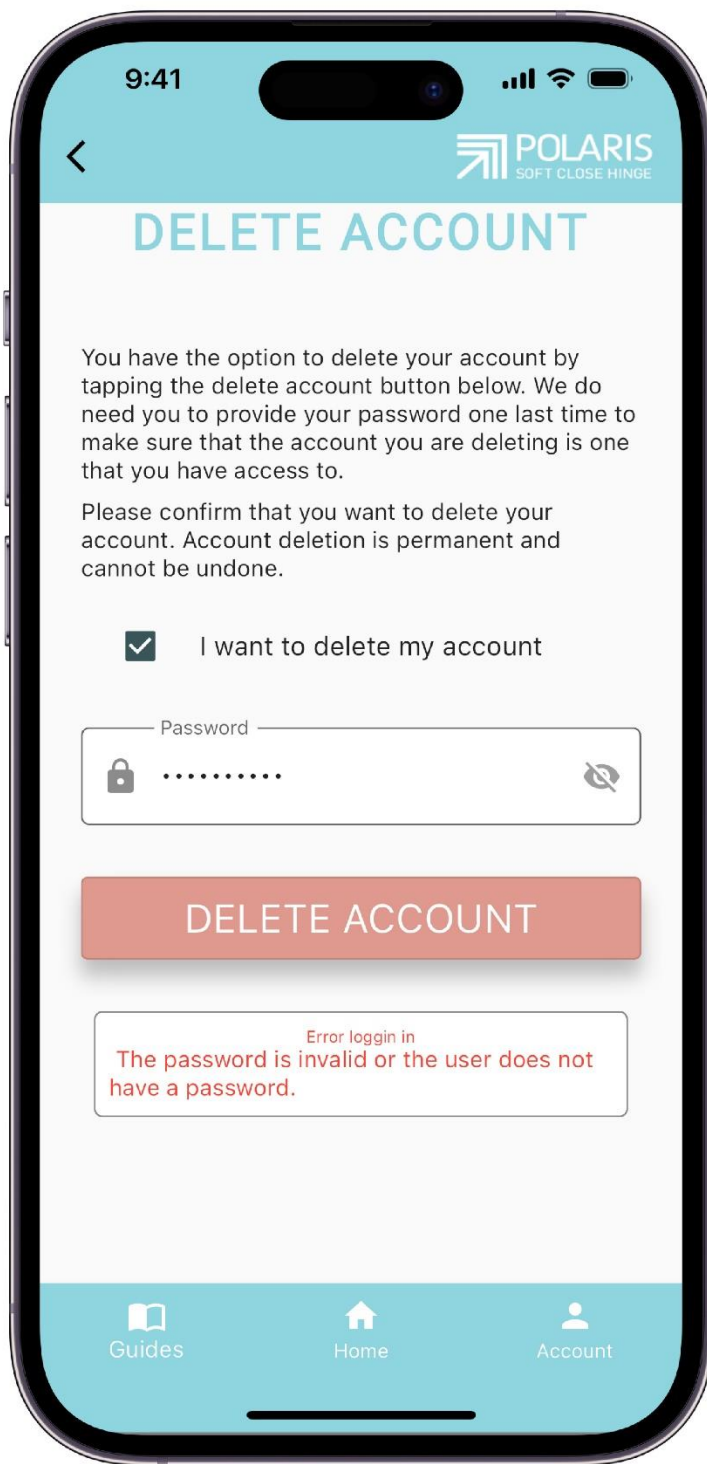 9:41
POLARIS
SOFT CLOSE HINGE
DELETE ACCOUNT
You have the option to delete your account by
tapping the delete account button below. We do
need you to provide your password one last time to
make sure that the account you are deleting is one
that you have access to.
Please confirm that you want to delete your
account. Account deletion is permanent and
cannot be undone.
I want to delete my account
Password
••••••••••
DELETE ACCOUNT
Error loggin in
The password is invalid or the user does not
have a password.
Guides
Home
Account